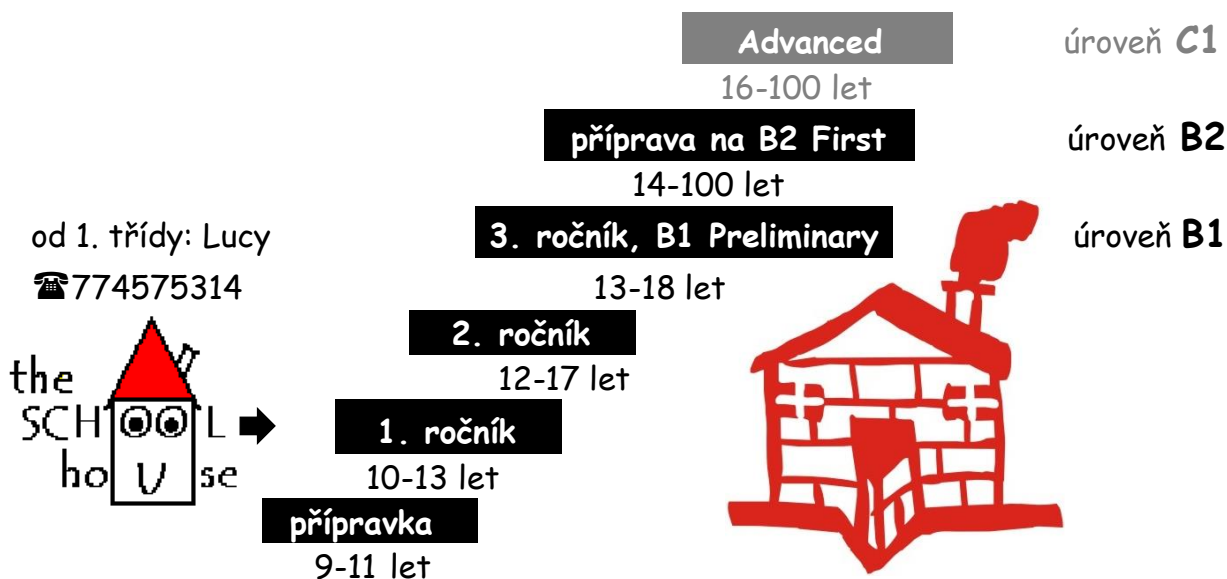 Advanced úroveň C1
16-100 let
příprava na B2 First úroveň B2
14-100 let
3. ročník, B1 Preliminary úroveň B1
13-18 let
od 1. třídy: Lucy
☎774575314
2. ročník
12-17 let
the
SCHOOL
house
1. ročník
10-13 let
přípravka
9-11 let